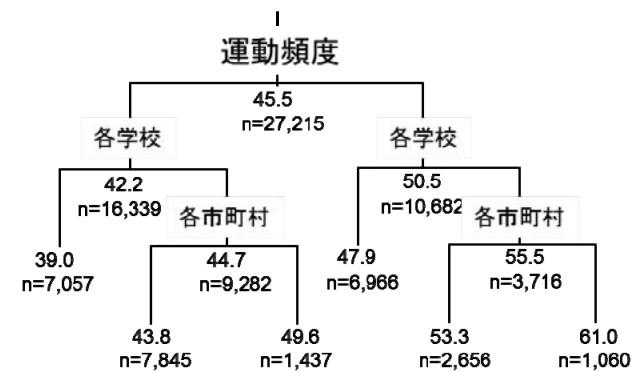 運動頻度
45.5
n=27,215
各学校
各学校
42.2
n=16,339
50.5
n=10,682
各市町村
各市町村
39.0
n=7,057
44.7
n=9,282
47.9
n=6,966
55.5
n=3,716
43.8
n=7,845
49.6
n=1,437
53.3
n=2,656
61.0
n=1,060